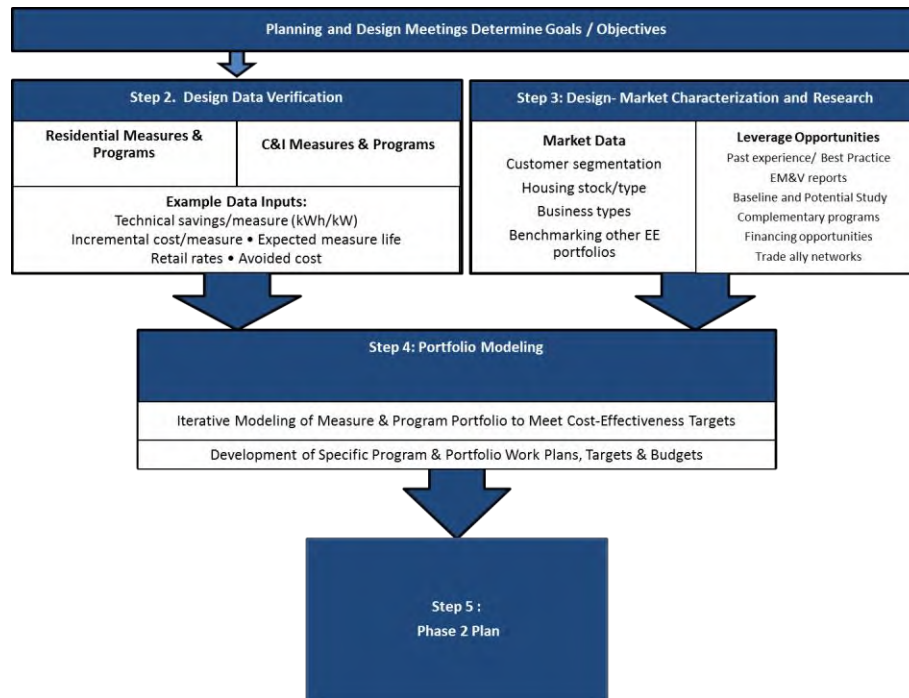 Planning and Design Meetings Determine Goals / Objectives
Step 2. Design Data Verification
Residential Measures &
Programs
C&I Measures & Programs
Example Data Inputs:
Technical savings/measure (kWh/kW)
Incremental cost/measure • Expected measure life
Retail rates • Avoided cost
Step 3: Design- Market Characterization and Research
Market Data
Customer segmentation
Housing stock/type
Business types
Benchmarking other EE
portfolios
Leverage Opportunities
Past experience/ Best Practice
EM&V reports
Baseline and Potential Study
Complementary programs
Financing opportunities
Trade ally networks
Step 4: Portfolio Modeling
Iterative Modeling of Measure & Program Portfolio to Meet Cost-Effectiveness Targets
Development of Specific Program & Portfolio Work Plans, Targets & Budgets
Step 5 :
Phase 2 Plan